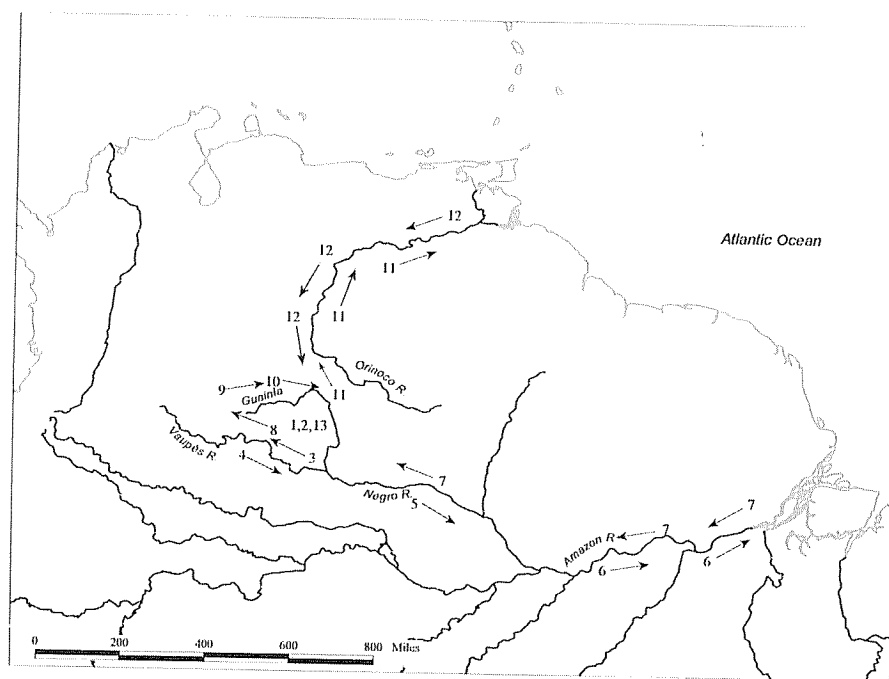 12
Atlantic Ocean
12
11
12
11
Orinoco R.
9 10
11
Guninia
1,2,13
8
Vaupes R.
4 3
7
Negro R.
5
7
7
Amazon R
6
6
0 200 400 600 800 Miles